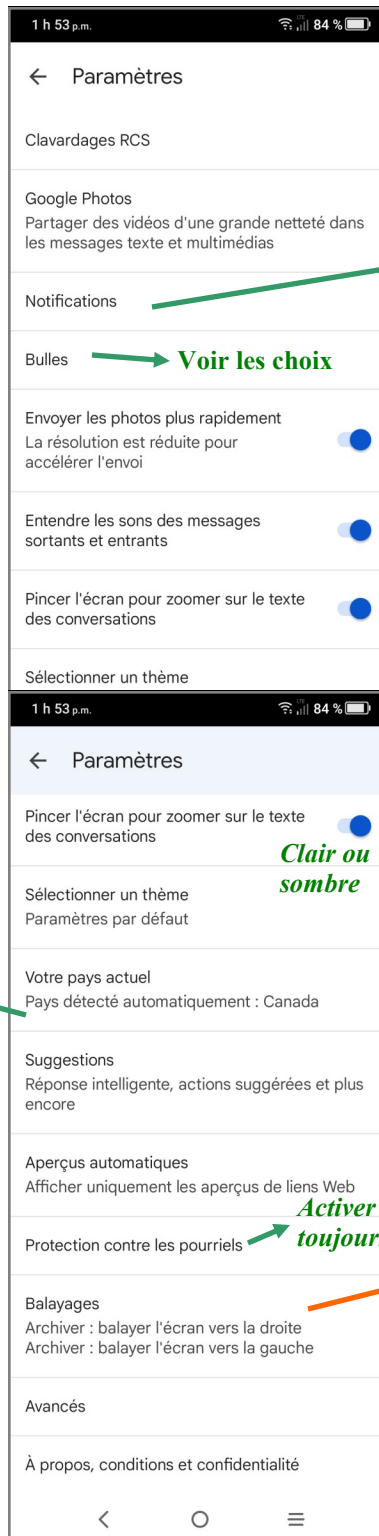 1 h 53 p.m.
LTE
84 %
Paramètres
Clavardages RCS
Google Photos
Partager des vidéos d'une grande netteté dans
les messages texte et multimédias
Notifications
Bulles
Voir les choix
Envoyer les photos plus rapidement
La résolution est réduite pour
accélérer l'envoi
Entendre les sons des messages
sortants et entrants
Pincer l'écran pour zoomer sur le texte
des conversations
Sélectionner un thème
1 h 53 p.m.
LTE
84 %
Paramètres
Pincer l'écran pour zoomer sur le texte
des conversations
Clair ou
sombre
Sélectionner un thème
Paramètres par défaut
Votre pays actuel
Pays détecté automatiquement : Canada
Suggestions
Réponse intelligente, actions suggérées et plus
encore
Aperçus automatiques
Afficher uniquement les aperçus de liens Web
Activer
toujour
Protection contre les pourriels
Balayages
Archiver : balayer l'écran vers la droite
Archiver : balayer l'écran vers la gauche
Avancés
À propos, conditions et confidentialité